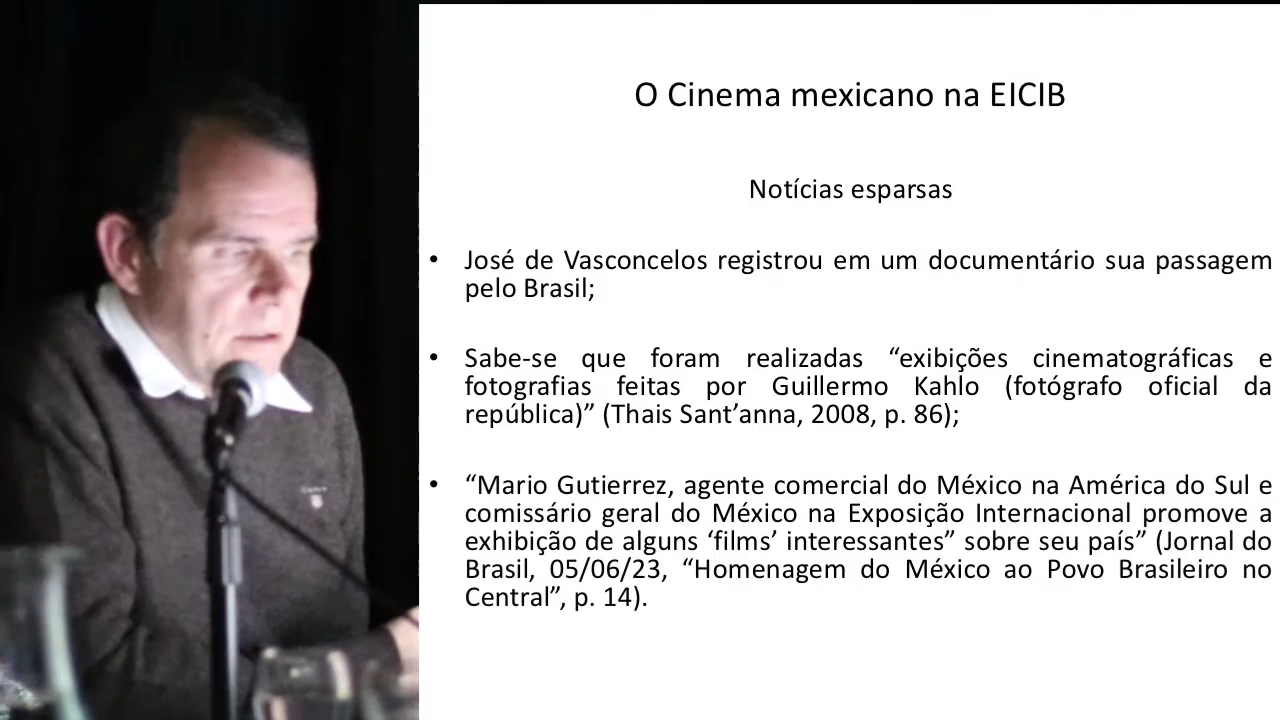 O Cinema mexicano na EICIB
Notícias esparsas
• José de Vasconcelos registrou em um documentário sua passagem
pelo Brasil;
• Sabe-se que foram realizadas “exibições cinematográficas e
fotografias feitas por Guillermo Kahlo (fotógrafo oficial da
república)” (Thais Sant’anna, 2008, p. 86);
• “Mario Gutierrez, agente comercial do México na América do Sul e
comissário geral do México na Exposição Internacional promove a
exhibição de alguns ‘films’ interessantes” sobre seu país” (Jornal do
Brasil, 05/06/23, “Homenagem do México ao Povo Brasileiro no
Central”, p. 14).